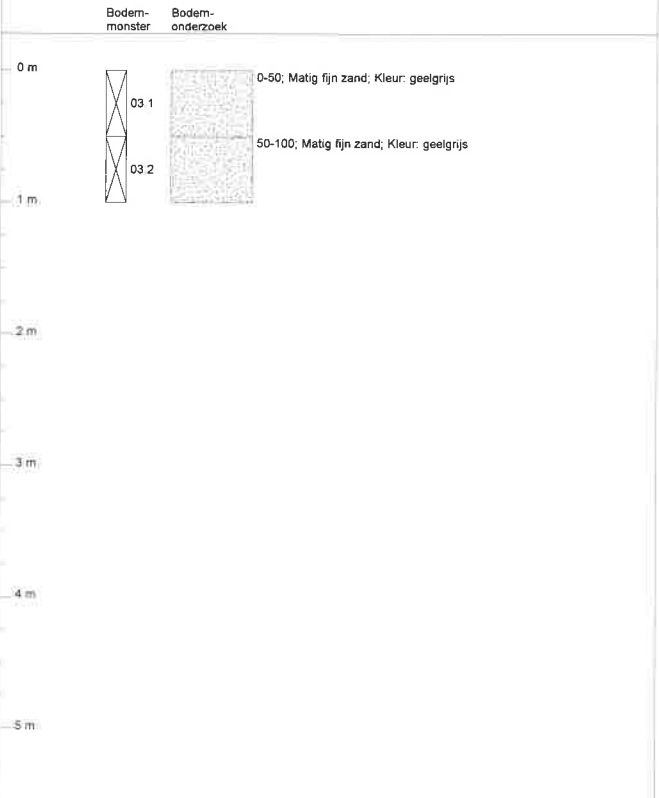 Bodem-
monster
Bodem-
onderzoek
0 m
0-50; Matig fijn zand; Kleur: geelgrijs
03.1
50-100; Matig fijn zand; Kleur: geelgrijs
03.2
1 m
2 m
3 m
4 m
5 m